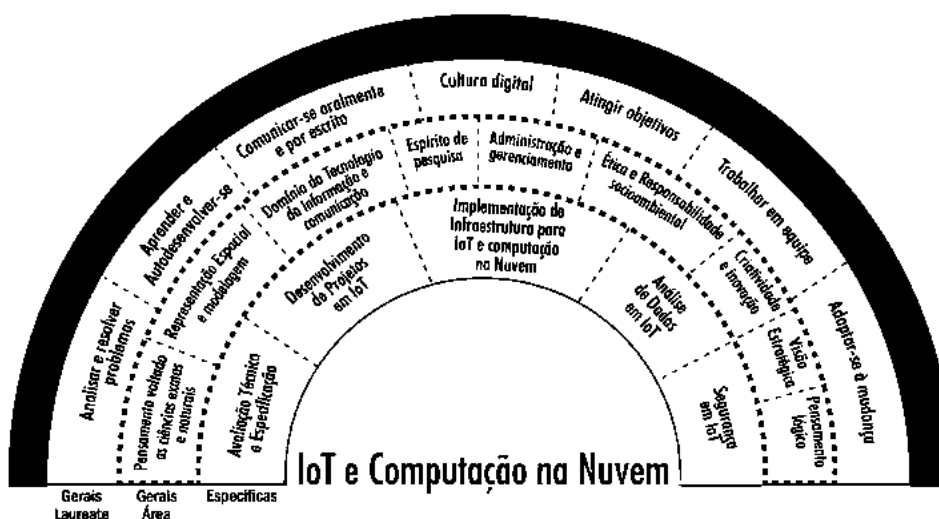 Analisar e resolver
problemas
Aprender e
Autodesenvolver-se
Comunicar-se oralmente
e por escrito
Cultura digital
Atingir objetivos
Trabalhar em equipe
Adaptar-se à mudança
Pensamento voltado
as ciências exatas
e naturais
Representação Espacial
e modelagem
Domínio da Tecnologia
da Informação e
comunicação
Espírito de
pesquisa
Administração e
gerenciamento
Ética e Responsabilidade
socioambiental
Criatividade
e inovação
Visão
Estratégica
Pensamento
lógico
Avaliação Técnica
e Especificação
Desenvolvimento
de Projetos
em IoT
Implementação de
Infraestrutura para
IoT e computação
na Nuvem
Análise
de Dados
em IoT
Segurança
em IoT
IoT e Computação na Nuvem
Gerais
Laureate
Gerais
Área
Específicas